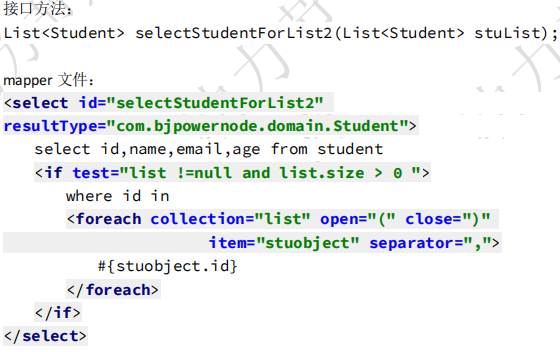 接口方法：
List<Student> selectStudentForList2(List<Student> stuList);
mapper 文件：
<select id="selectStudentForList2"
resultType="com.bjpowernode.domain.Student">
select id,name,email,age from student
<if test="list !=null and list.size > 0 ">
where id in
<foreach collection="list" open="(" close=")"
item="stuobject" separator=",">
#{stuobject.id}
</foreach>
</if>
</select>